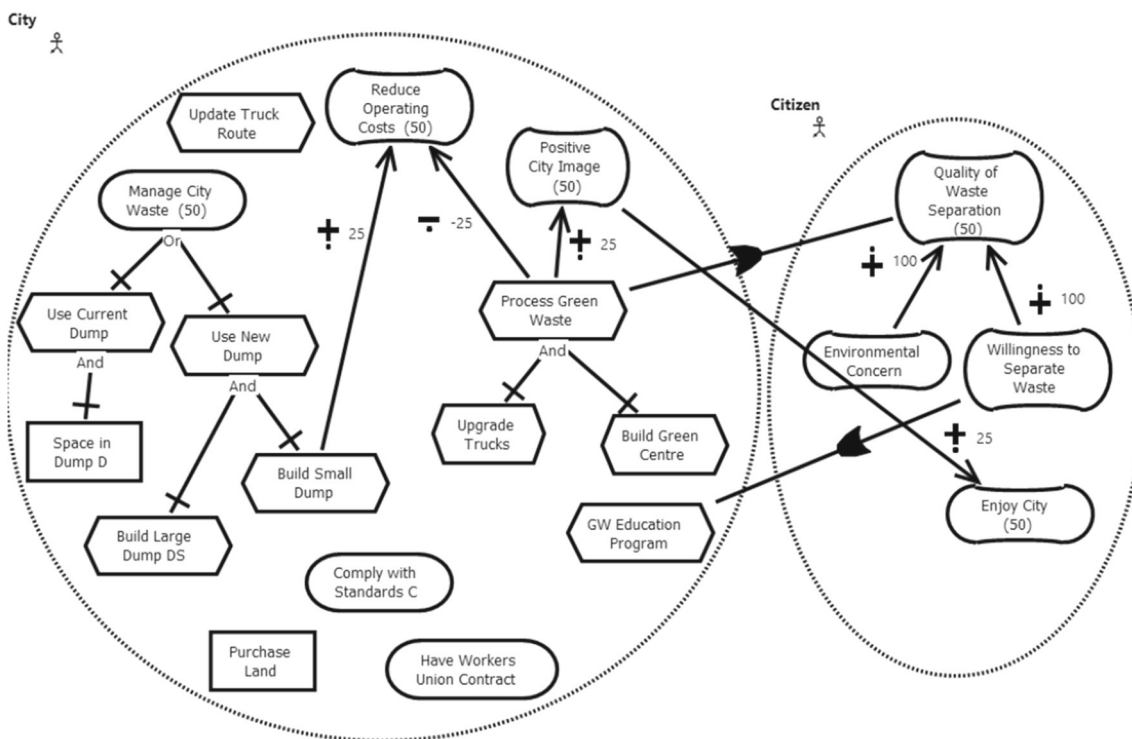 City
Citizen
Reduce
Operating
Costs (50)
Update Truck
Route
Positive
City Image
(50)
Quality of
Waste
Separation
(50)
Manage City
Waste (50)
Or
25
-25
25
100
100
Use Current
Dump
And
Use New
Dump
And
Process Green
Waste
And
Environmental
Concern
Willingness to
Separate
Waste
Space in
Dump D
Upgrade
Trucks
Build Green
Centre
25
Build Small
Dump
Build Large
Dump DS
GW Education
Program
Enjoy City
(50)
Comply with
Standards C
Purchase
Land
Have Workers
Union Contract